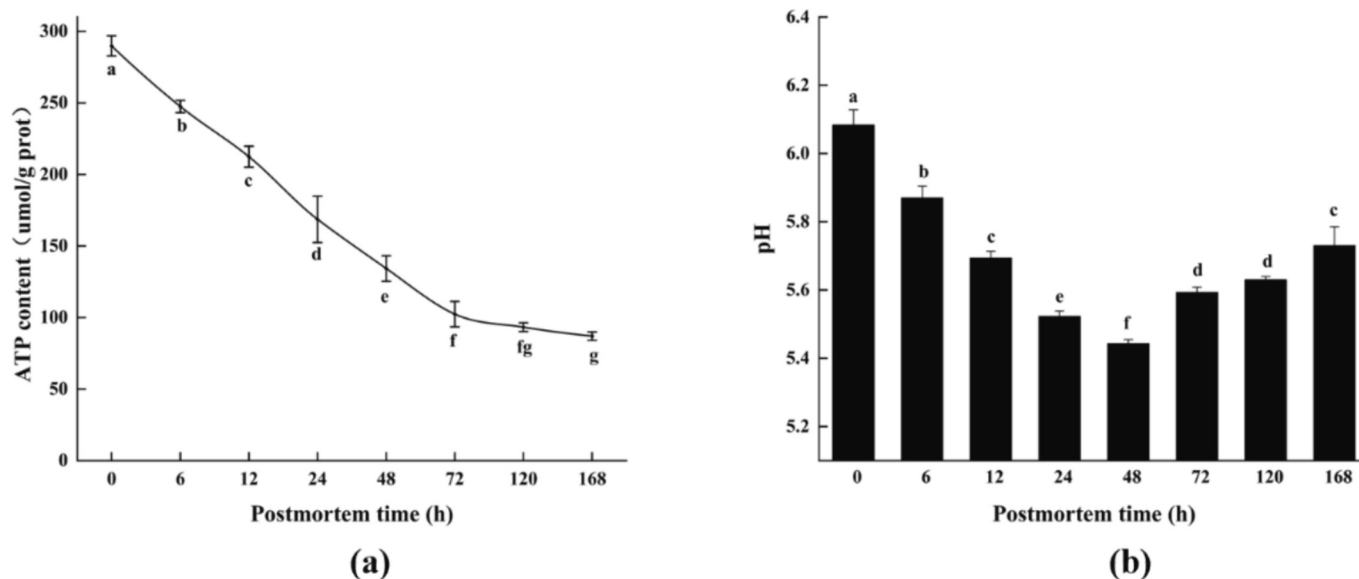 300
250
200
150
100
50
0
ATP content（umol/g prot）
a
b
c
d
e
f
fg
g
0 6 12 24 48 72 120 168
Postmortem time (h)
(a)
6.4
6.2
6.0
5.8
5.6
5.4
5.2
pH
a
b
c
e
f
d
d
c
0 6 12 24 48 72 120 168
Postmortem time (h)
(b)